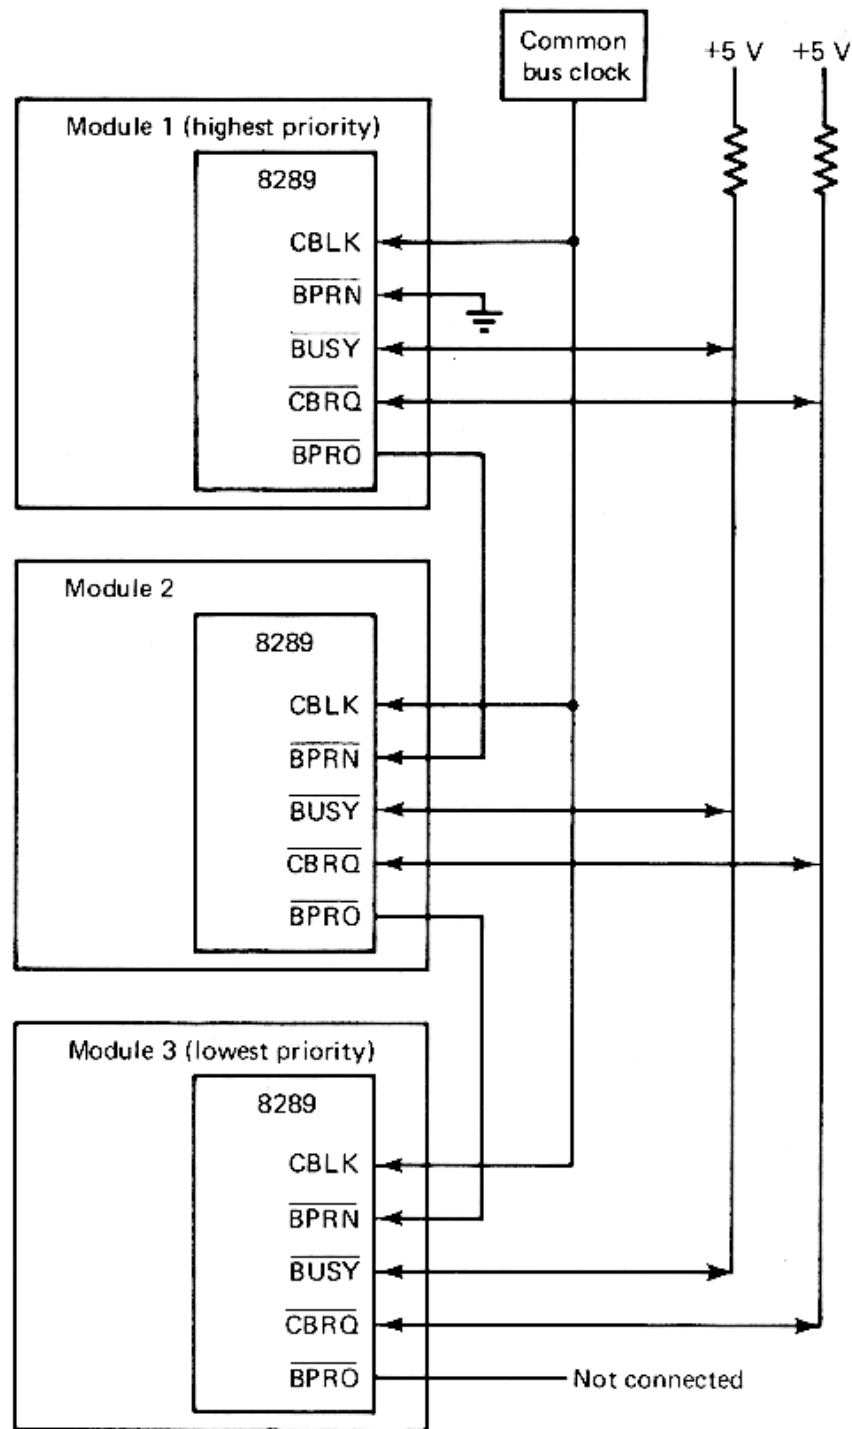 Common
bus clock
+5 V
+5 V
Module 1 (highest priority)
8289
CBLK
BPRN
BUSY
CBRQ
BPRO
Module 2
8289
CBLK
BPRN
BUSY
CBRQ
BPRO
Module 3 (lowest priority)
8289
CBLK
BPRN
BUSY
CBRQ
BPRO
Not connected